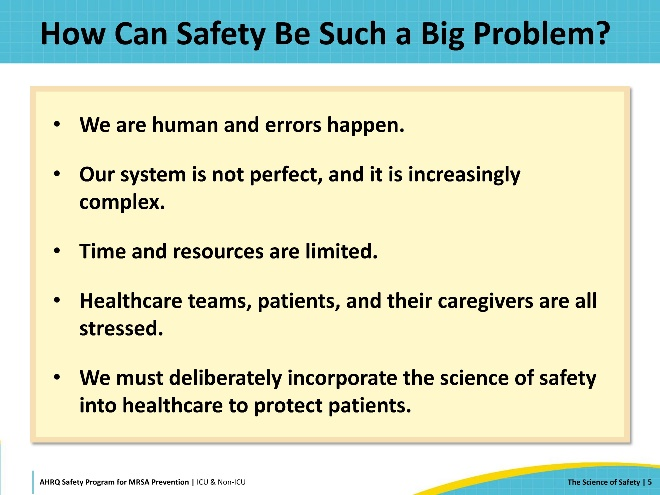 How Can Safety Be Such a Big Problem?
• We are human and errors happen.
• Our system is not perfect, and it is increasingly
complex.
• Time and resources are limited.
• Healthcare teams, patients, and their caregivers are all
stressed.
• We must deliberately incorporate the science of safety
into healthcare to protect patients.
AHRQ Safety Program for MRSA Prevention | ICU & Non-ICU
The Science of Safety | 5